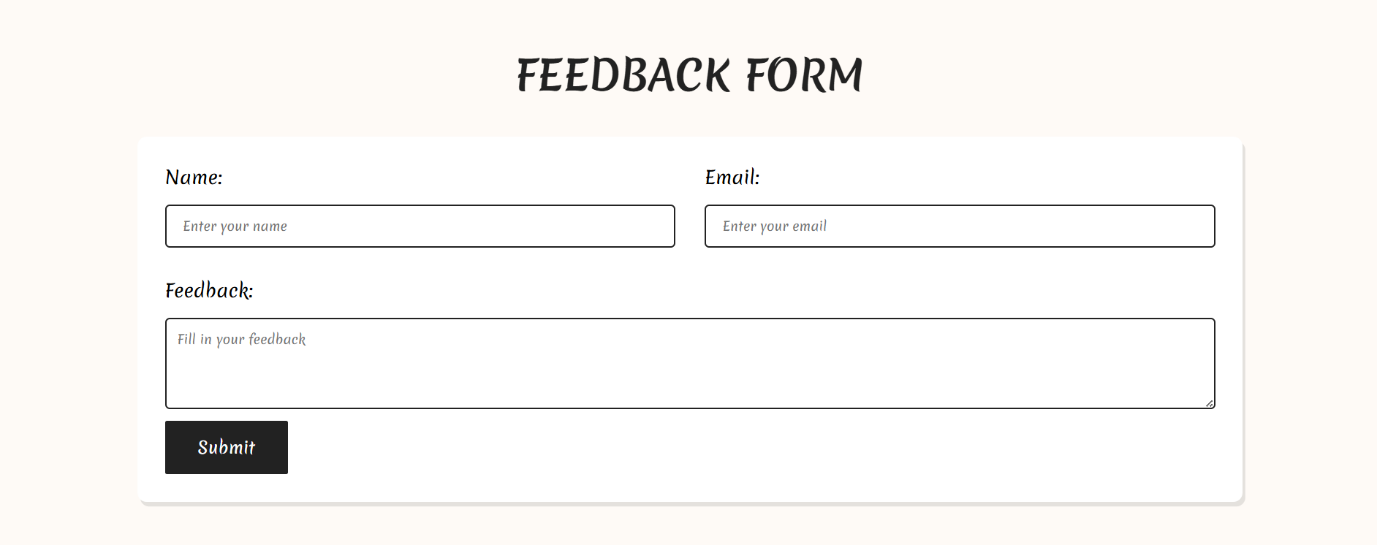 FEEDBACK FORM
Name:
Email:
Enter your name
Enter your email
Feedback:
Fill in your feedback
Submit